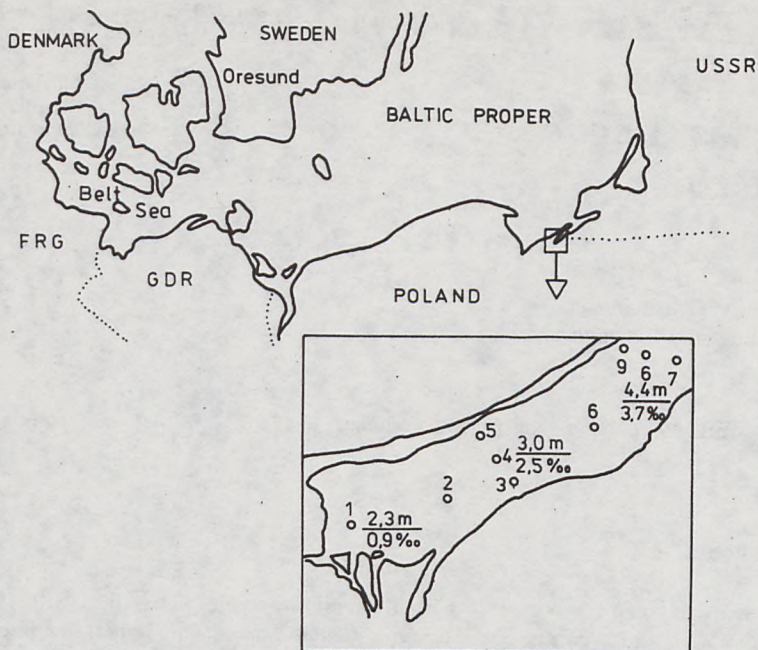 DENMARK
SWEDEN
Oresund
USSR
BALTIC PROPER
Belt
Sea
FRG
GDR
POLAND
9
6
7
4,4m
3,7‰
6
5
4
3,0 m
2,5‰
3
2
1
2,3m
0,9‰